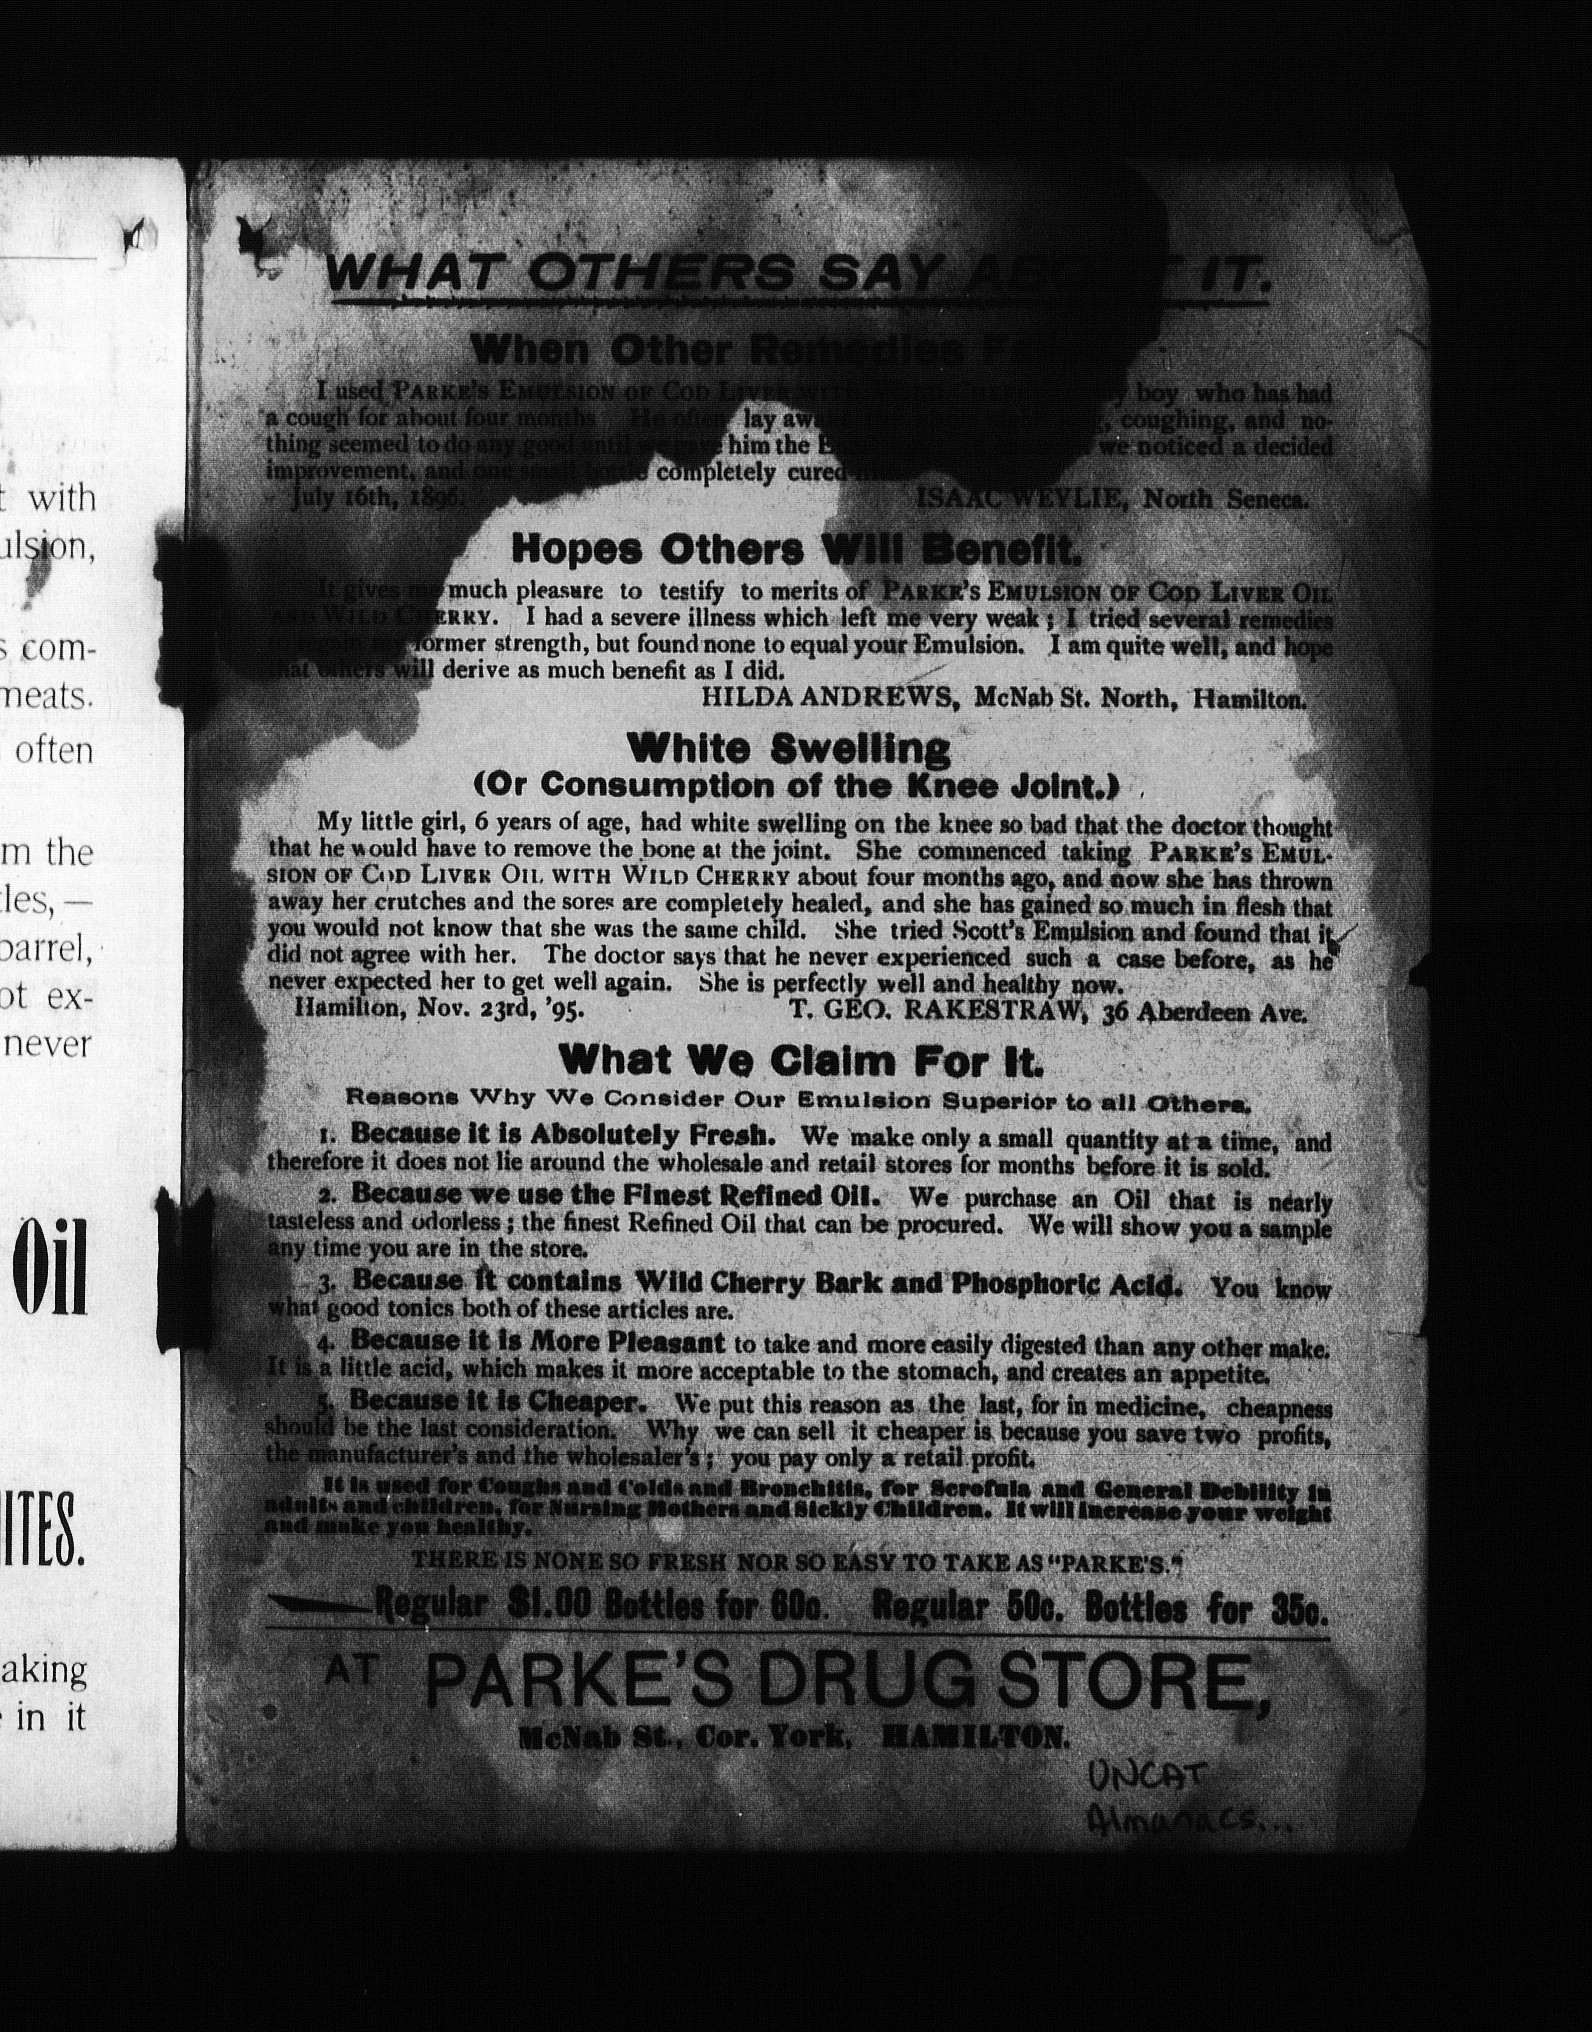 t with
ulsion,
s com-
meats.
often
m the
les, —
barrel,
ot ex-
never
Oil
ITES.
aking
in it
WHAT OTHERS SAY ABOUT IT.
When Other Remedies
I used PARKE'S EMULSION OF COD LIVER WITH boy who has had
a cough for about four months He often lay coughing, and no-
thing seemed to do any good until we gave him the we noticed a decided
improvement, and one small bottle completely cured
July 16th, 1896. ISAAC WEYLIE, North Seneca.
Hopes Others Will Benefit.
It gives me much pleasure to testify to merits of PARKE'S EMULSION OF COD LIVER OIL
AND WILD CHERRY. I had a severe illness which left me very weak; I tried several remedies
my former strength, but found none to equal your Emulsion. I am quite well, and hope
that others will derive as much benefit as I did.
HILDA ANDREWS, McNab St. North, Hamilton.
White Swelling
(Or Consumption of the Knee Joint.)
My little girl, 6 years of age, had white swelling on the knee so bad that the doctor thought
that he would have to remove the bone at the joint. She commenced taking PARKE'S EMUL-
SION OF COD LIVER OIL WITH WILD CHERRY about four months ago, and now she has thrown
away her crutches and the sores are completely healed, and she has gained so much in flesh that
you would not know that she was the same child. She tried Scott's Emulsion and found that it
did not agree with her. The doctor says that he never experienced such a case before, as he
never expected her to get well again. She is perfectly well and healthy now.
Hamilton, Nov. 23rd, '95. T. GEO. RAKESTRAW, 36 Aberdeen Ave.
What We Claim For It.
Reasons Why We Consider Our Emulsion Superior to all Others.
1. Because it is Absolutely Fresh. We make only a small quantity at a time, and
therefore it does not lie around the wholesale and retail stores for months before it is sold.
2. Because we use the Finest Refined Oil. We purchase an Oil that is nearly
tasteless and odorless; the finest Refined Oil that can be procured. We will show you a sample
any time you are in the store.
3. Because it contains Wild Cherry Bark and Phosphoric Acid. You know
what good tonics both of these articles are.
4. Because it is More Pleasant to take and more easily digested than any other make.
It is a little acid, which makes it more acceptable to the stomach, and creates an appetite.
5. Because it is Cheaper. We put this reason as the last, for in medicine, cheapness
should be the last consideration. Why we can sell it cheaper is because you save two profits,
the manufacturer's and the wholesaler's; you pay only a retail profit.
It is used for Coughs and Colds and Bronchitis, for Scrofula and General Debility in
adults and children, for Nursing Mothers and Sickly Children. It will increase your weight
and make you healthy.
THERE IS NONE SO FRESH NOR SO EASY TO TAKE AS "PARKE'S."
Regular $1.00 Bottles for 60c. Regular 50c. Bottles for 35c.
AT PARKE'S DRUG STORE,
McNab St., Cor. York, HAMILTON.
UNCAT
Almanacs...